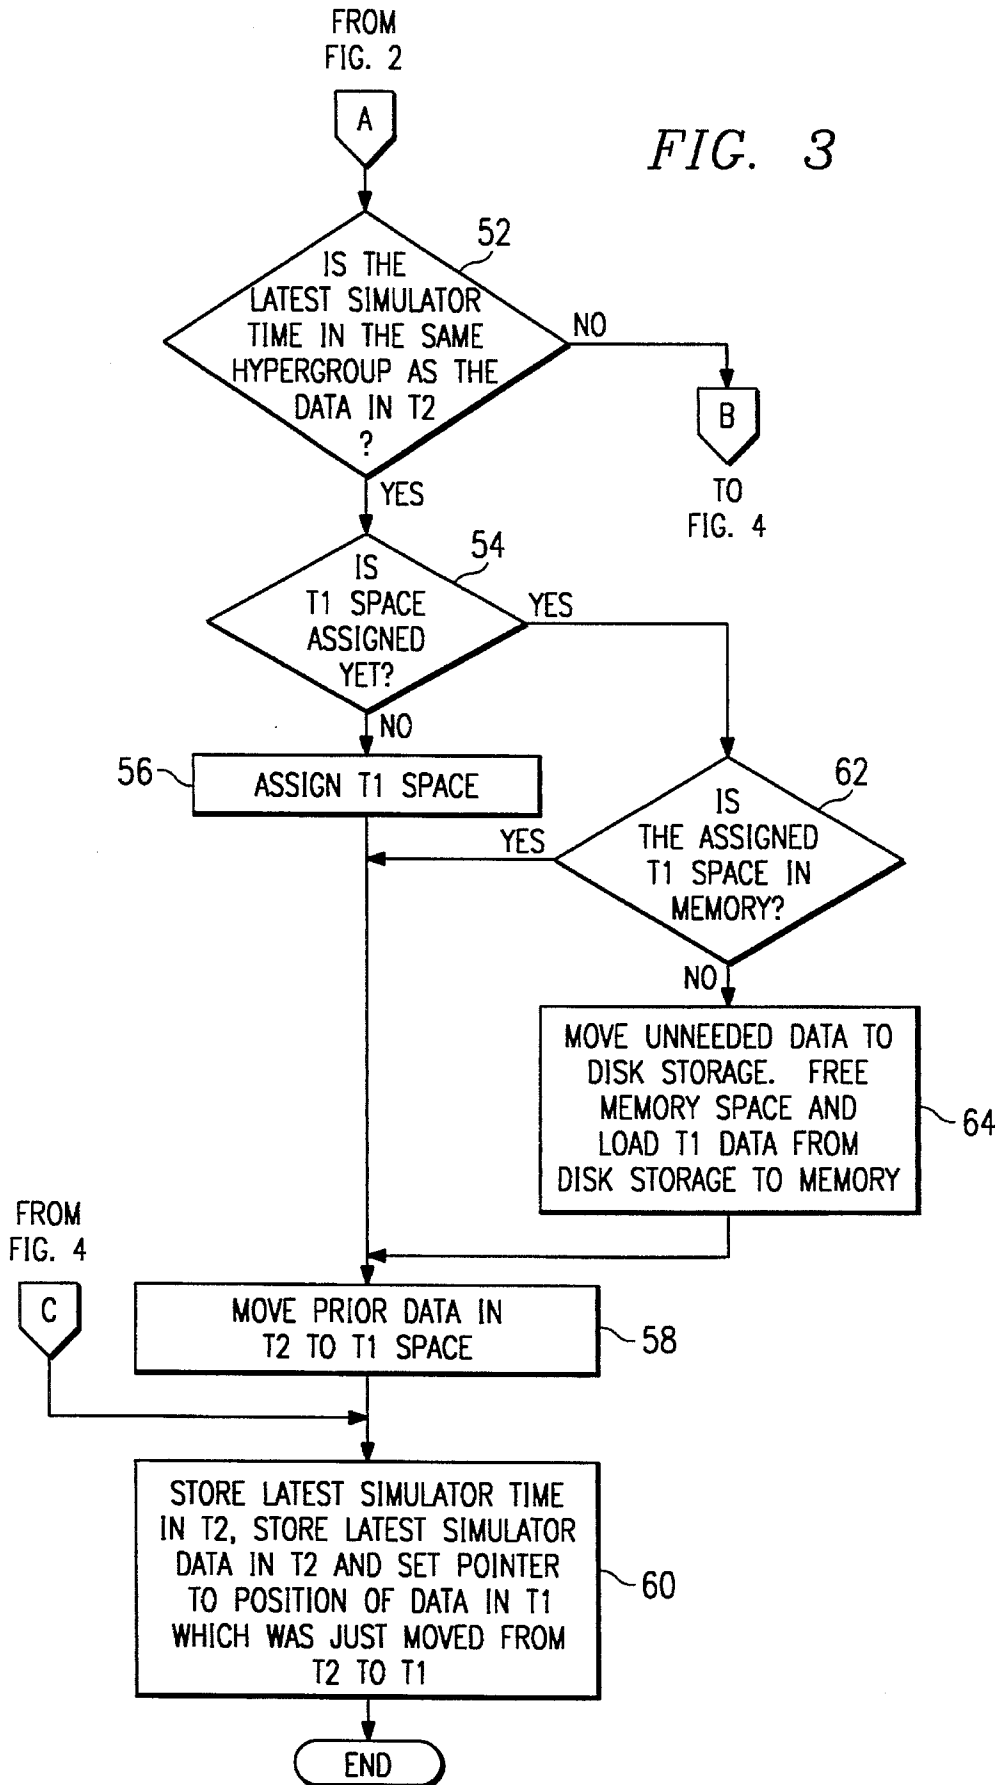 FROM
FIG. 2
A
FIG. 3
52
IS THE
LATEST SIMULATOR
TIME IN THE SAME
HYPERGROUP AS THE
DATA IN T2
?
NO
B
TO
FIG. 4
YES
54
IS
T1 SPACE
ASSIGNED
YET?
YES
NO
56
ASSIGN T1 SPACE
62
IS
THE ASSIGNED
T1 SPACE IN
MEMORY?
YES
NO
MOVE UNNEEDED DATA TO
DISK STORAGE. FREE
MEMORY SPACE AND
LOAD T1 DATA FROM
DISK STORAGE TO MEMORY
64
FROM
FIG. 4
C
MOVE PRIOR DATA IN
T2 TO T1 SPACE
58
STORE LATEST SIMULATOR TIME
IN T2, STORE LATEST SIMULATOR
DATA IN T2 AND SET POINTER
TO POSITION OF DATA IN T1
WHICH WAS JUST MOVED FROM
T2 TO T1
60
END